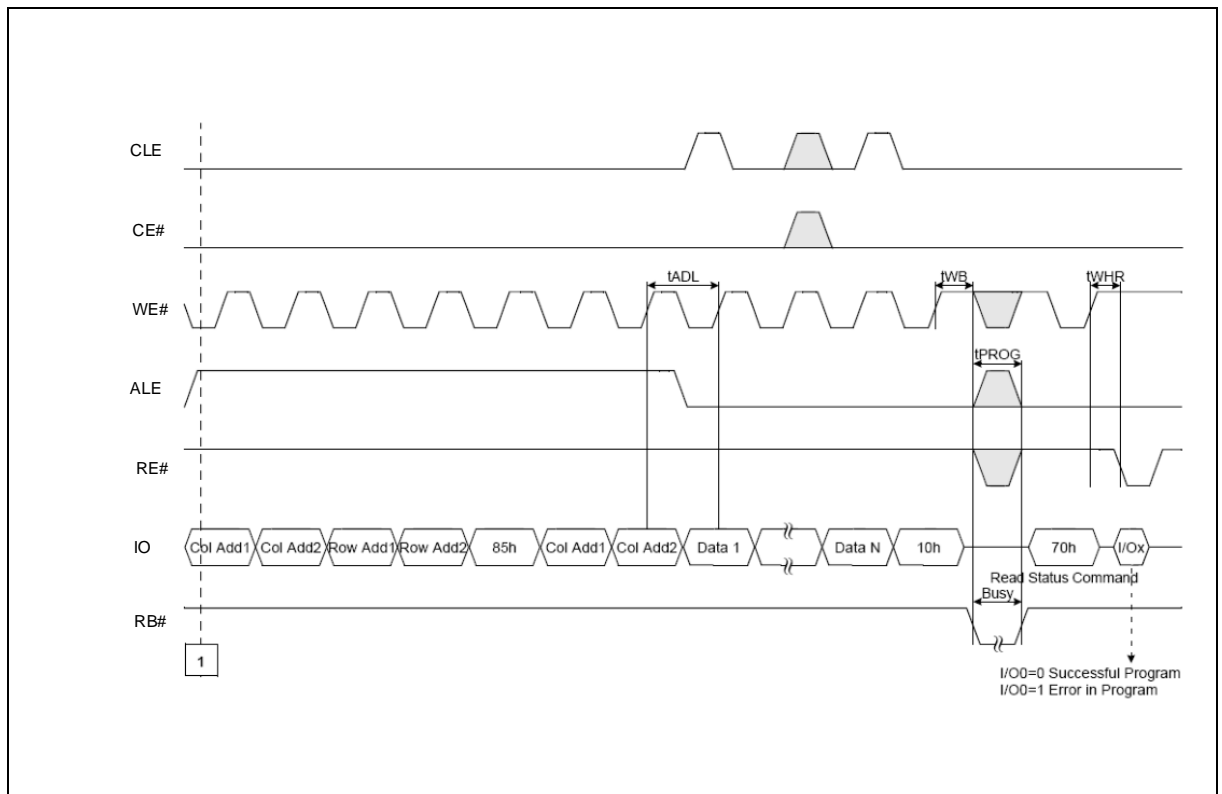 CLE
CE#
tADL
tWB
tWHR
WE#
tPROG
ALE
RE#
IO
Col Add1 Col Add2 Row Add1 Row Add2 85h Col Add1 Col Add2 Data 1 Data N 10h 70h I/Ox
Read Status Command
Busy
RB#
1
I/O0=0 Successful Program
I/O0=1 Error in Program